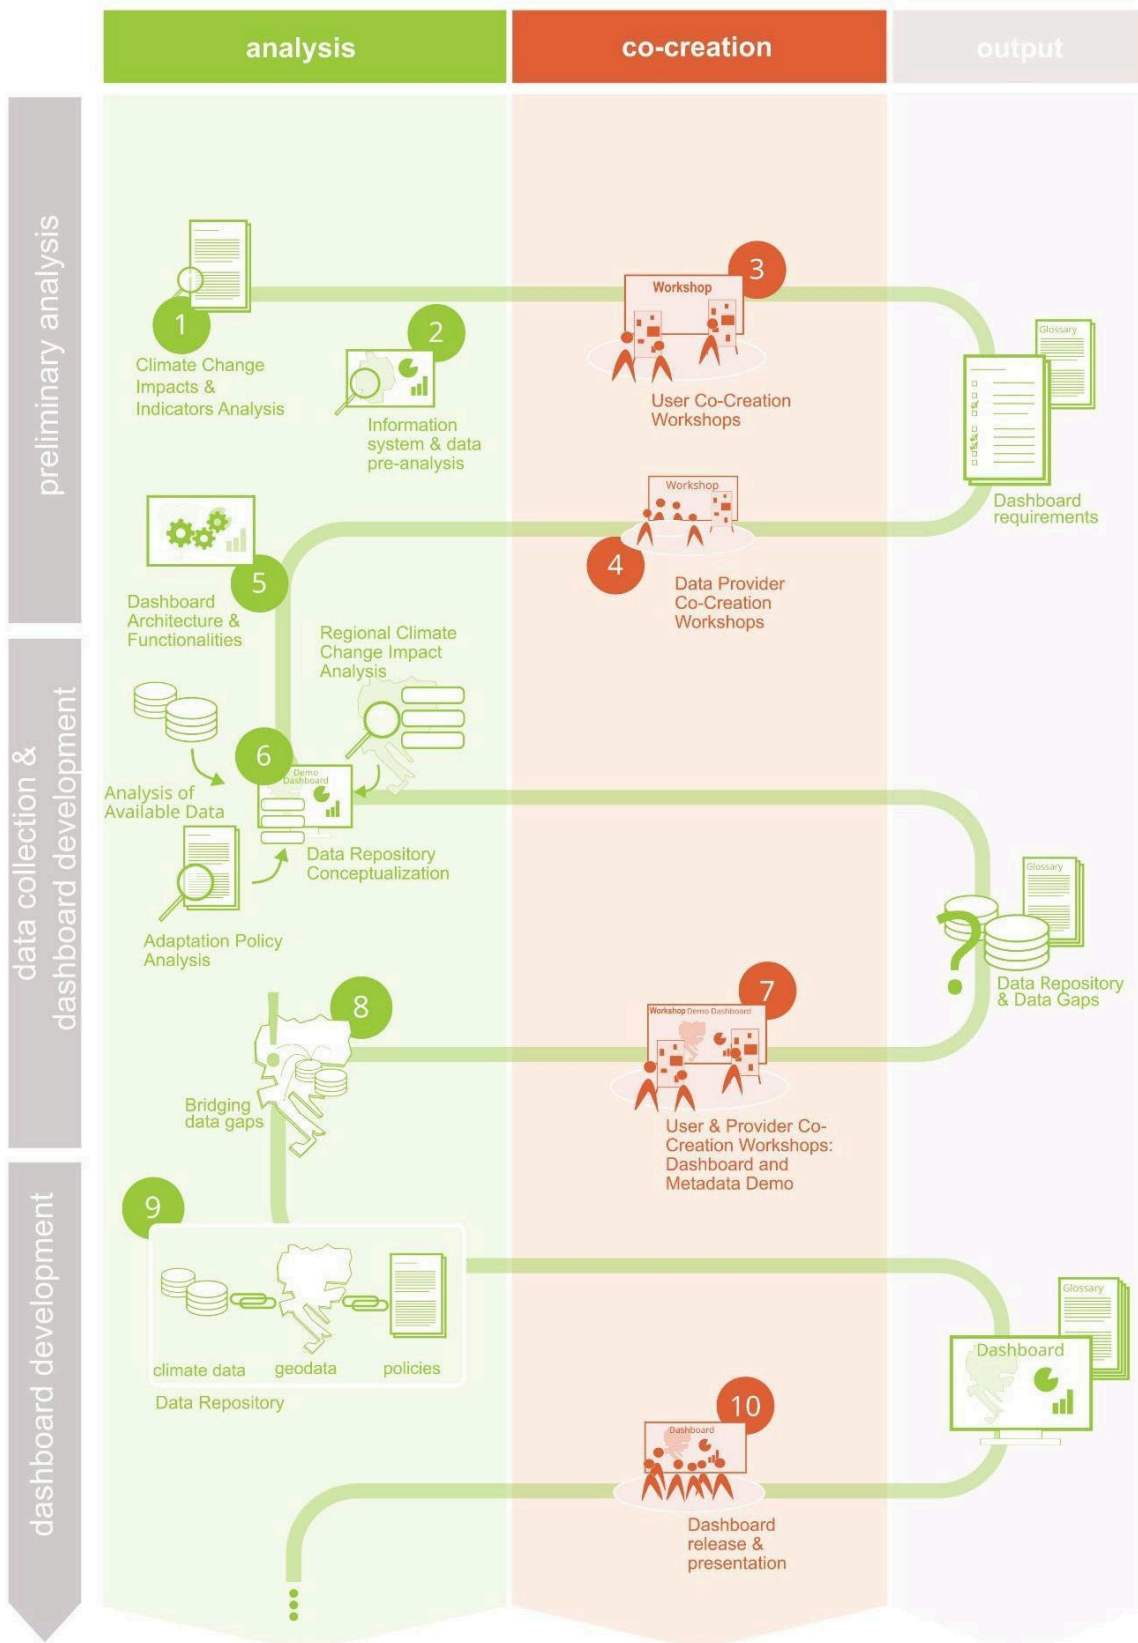 analysis
co-creation
output
preliminary analysis
1
Climate Change
Impacts &
Indicators Analysis
2
Information
system & data
pre-analysis
3
Workshop
User Co-Creation
Workshops
Glossary
Dashboard
requirements
Workshop
4
Data Provider
Co-Creation
Workshops
5
Dashboard
Architecture &
Functionalities
data collection &
dashboard development
Regional Climate
Change Impact
Analysis
6
Demo
Dashboard
Analysis of
Available Data
Data Repository
Conceptualization
Adaptation Policy
Analysis
Glossary
?
Data Repository
& Data Gaps
7
Workshop Demo Dashboard
User & Provider Co-
Creation Workshops:
Dashboard and
Metadata Demo
8
!
Bridging
data gaps
dashboard development
9
climate data
geodata
policies
Data Repository
Glossary
Dashboard
10
Dashboard
Dashboard
release &
presentation